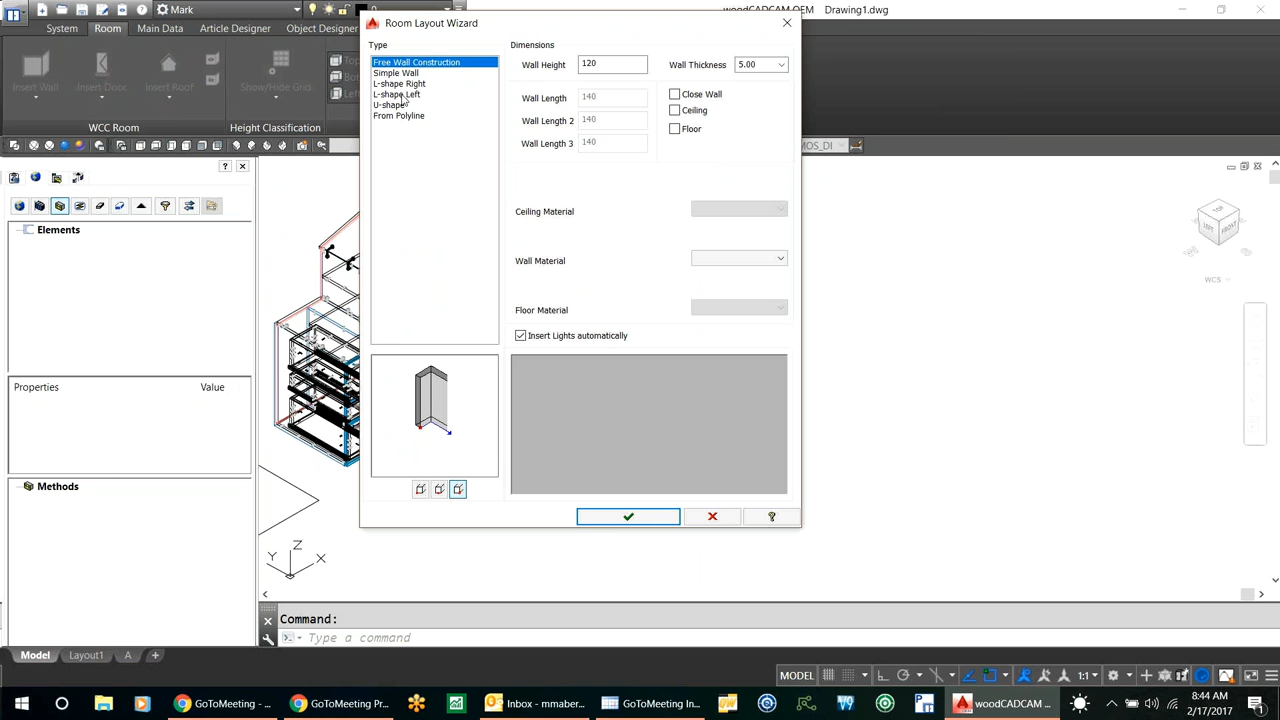 Mark
woodCADCAM OEM Drawing1.dwg
System
Room
Main Data
Article Designer
Object Designer
Insert Wall
Insert Door
Insert Roof
Show/Hide Grid
WCC Room
Height Classification
Room Layout Wizard
Type
Free Wall Construction
Simple Wall
L-shape Right
L-shape Left
U-shape
From Polyline
Dimensions
Wall Height 120
Wall Thickness 5.00
Wall Length 140
Wall Length 2 140
Wall Length 3 140
Close Wall
Ceiling
Floor
Ceiling Material
Wall Material
Floor Material
Insert Lights automatically
?
MOS_DI
?
Elements
Properties Value
Methods
TOP
LEFT
FRONT
WCS
Z
Y
X
Command:
Type a command
Model
Layout1
A
+
MODEL
1:1
GoToMeeting - ...
GoToMeeting Pr...
Inbox - mmaber...
GoToMeeting In...
woodCADCAM ...
8:44 AM
2/17/2017